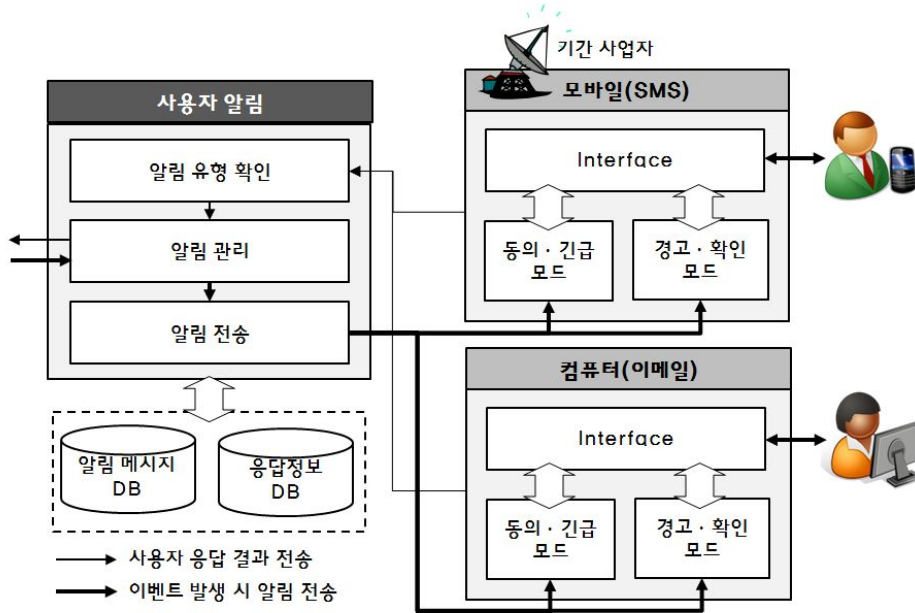 기간 사업자
사용자 알림
모바일(SMS)
알림 유형 확인
Interface
알림 관리
동의 · 긴급
모드
경고 · 확인
모드
알림 전송
컴퓨터(이메일)
Interface
알림 메시지
DB
응답정보
DB
동의 · 긴급
모드
경고 · 확인
모드
사용자 응답 결과 전송
이벤트 발생 시 알림 전송